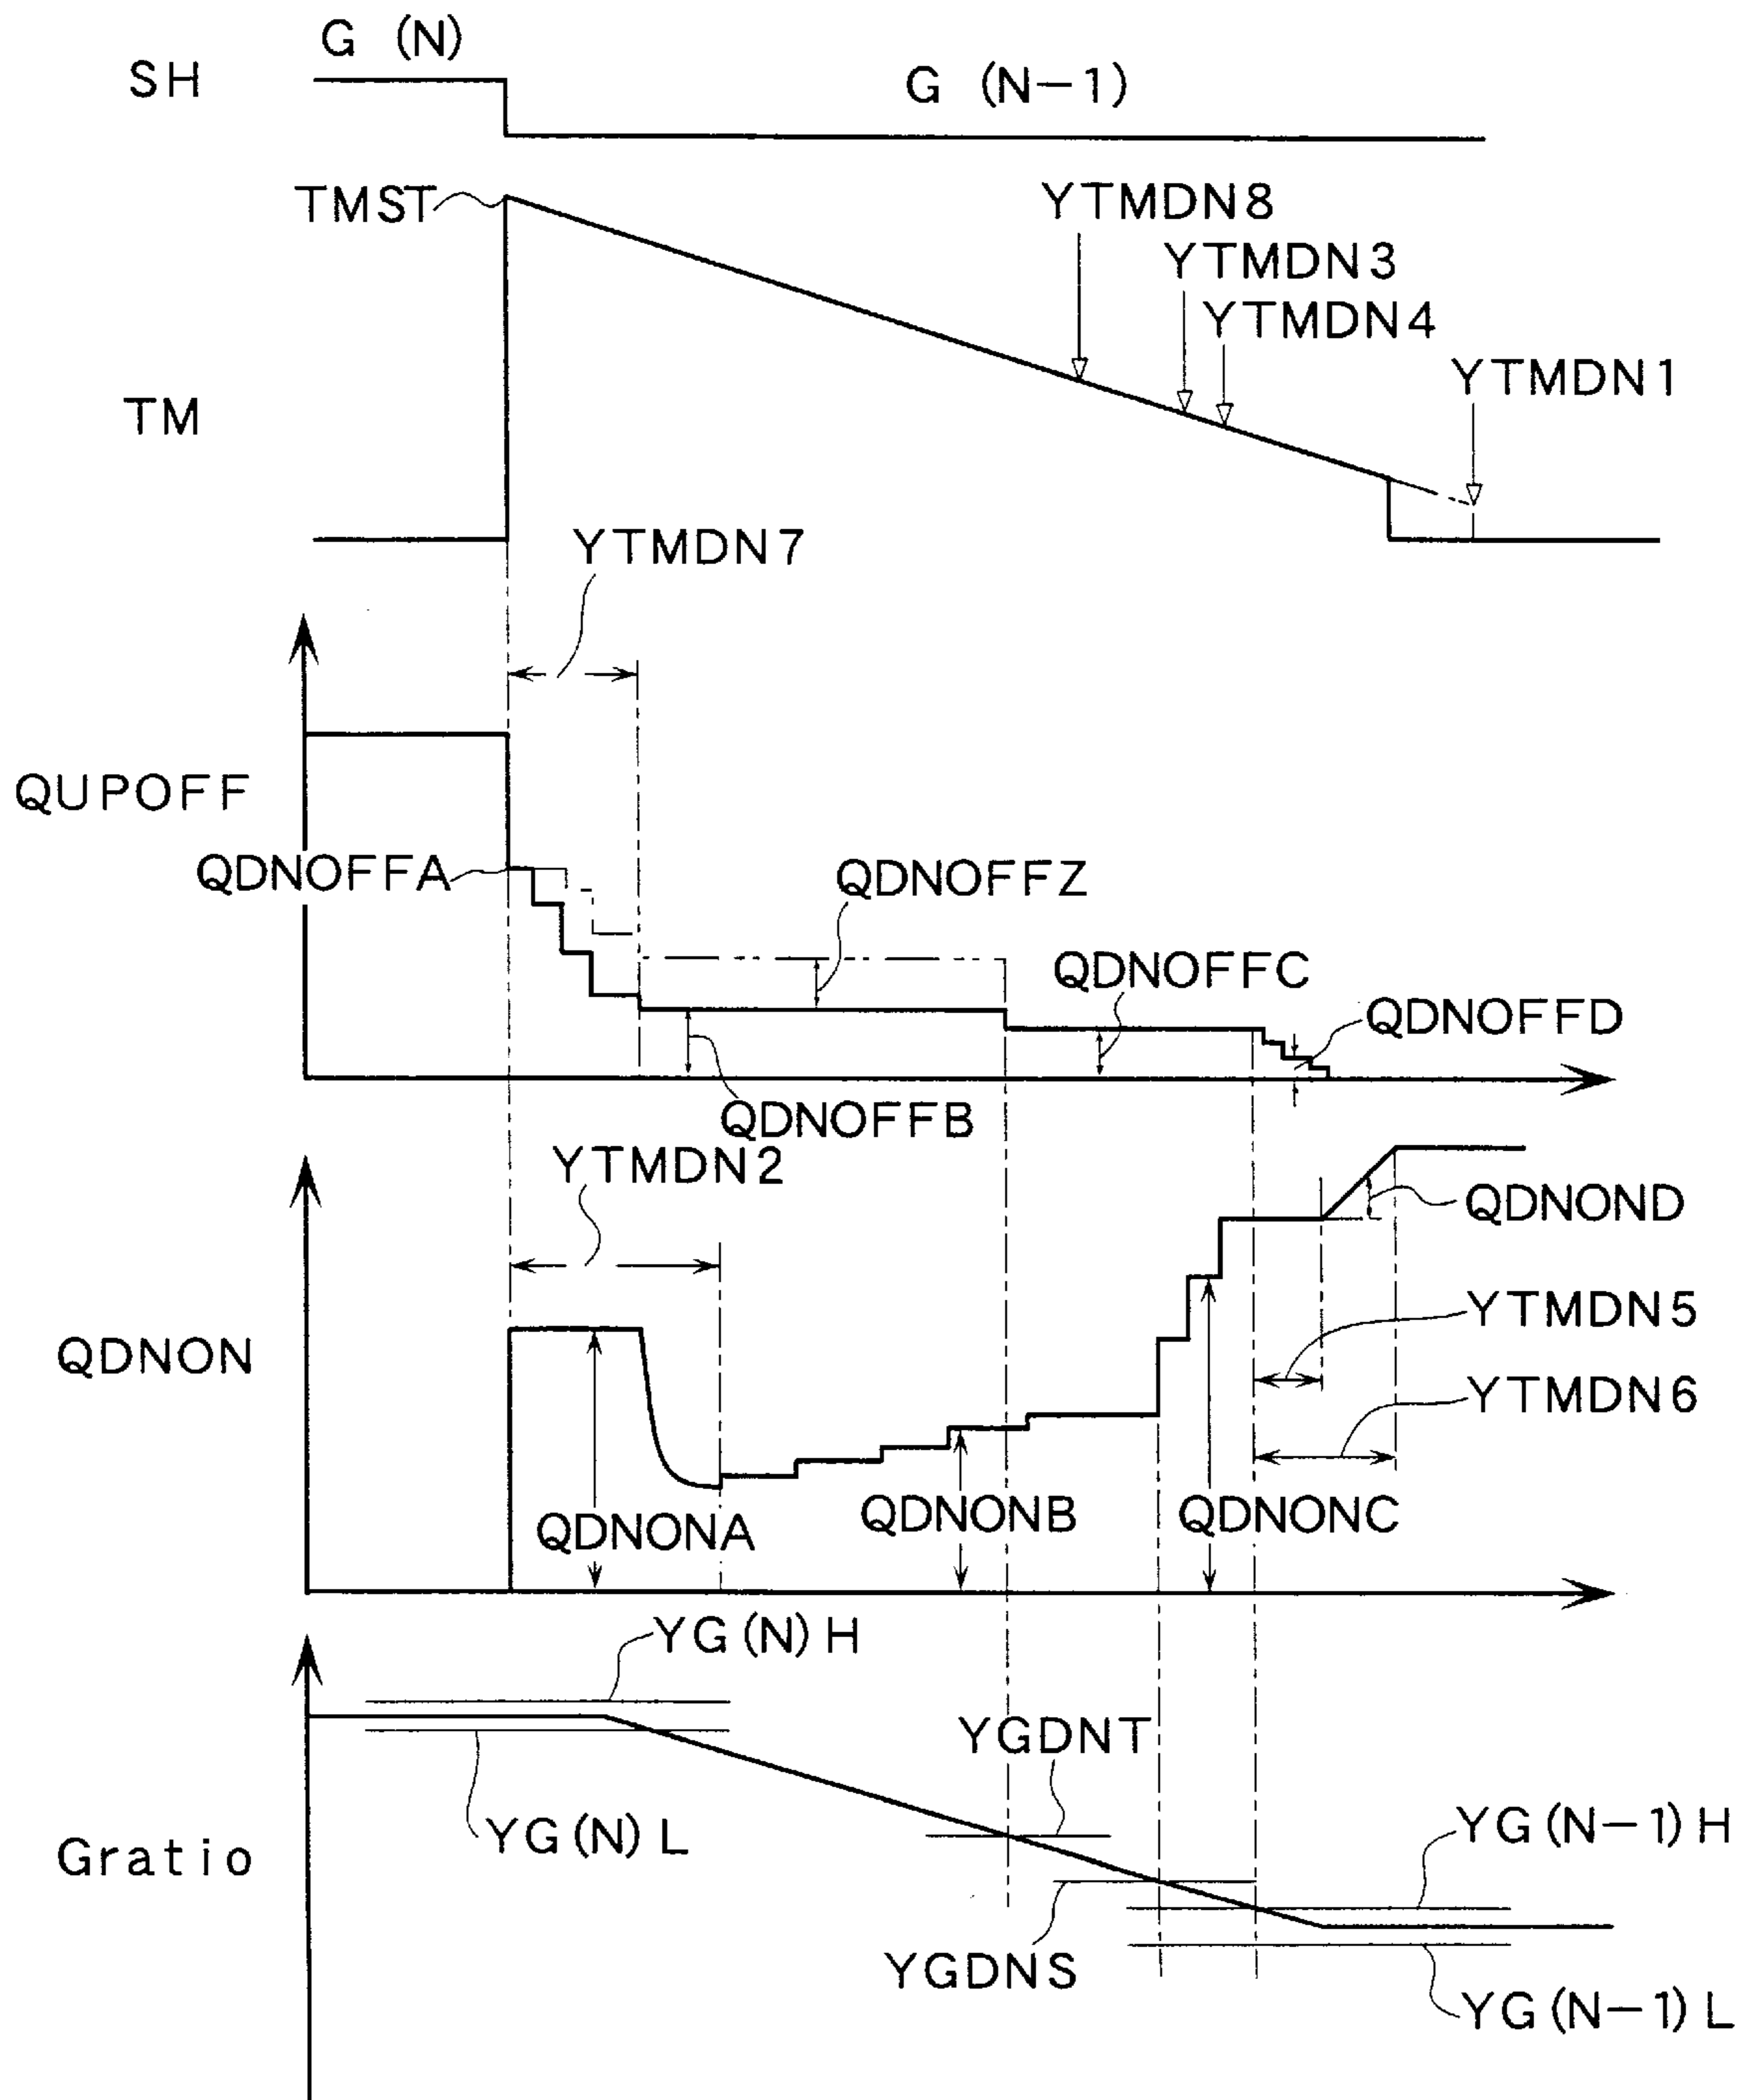 G (N)
SH
G (N-1)
TMST
YTMDN8
YTMDN3
YTMDN4
YTMDN1
TM
YTMDN7
QUPOFF
QDNOFFA
QDNOFFZ
QDNOFFC
QDNOFFD
QDNOFFB
YTMDN2
QDNOND
YTMDN5
QDNON
YTMDN6
QDNONA
QDNONB
QDNONC
YG(N)H
YGDNT
YG(N)L
YG(N-1)H
Gratio
YGDNS
YG(N-1)L